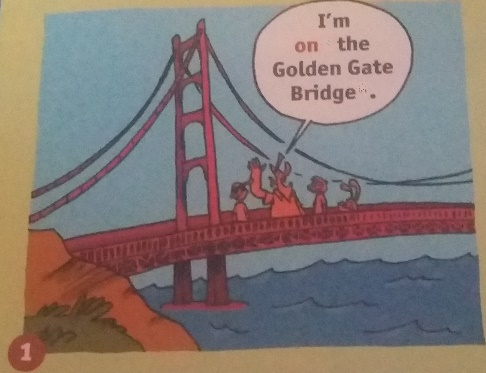 I'm
on the
Golden Gate
Bridge.
1